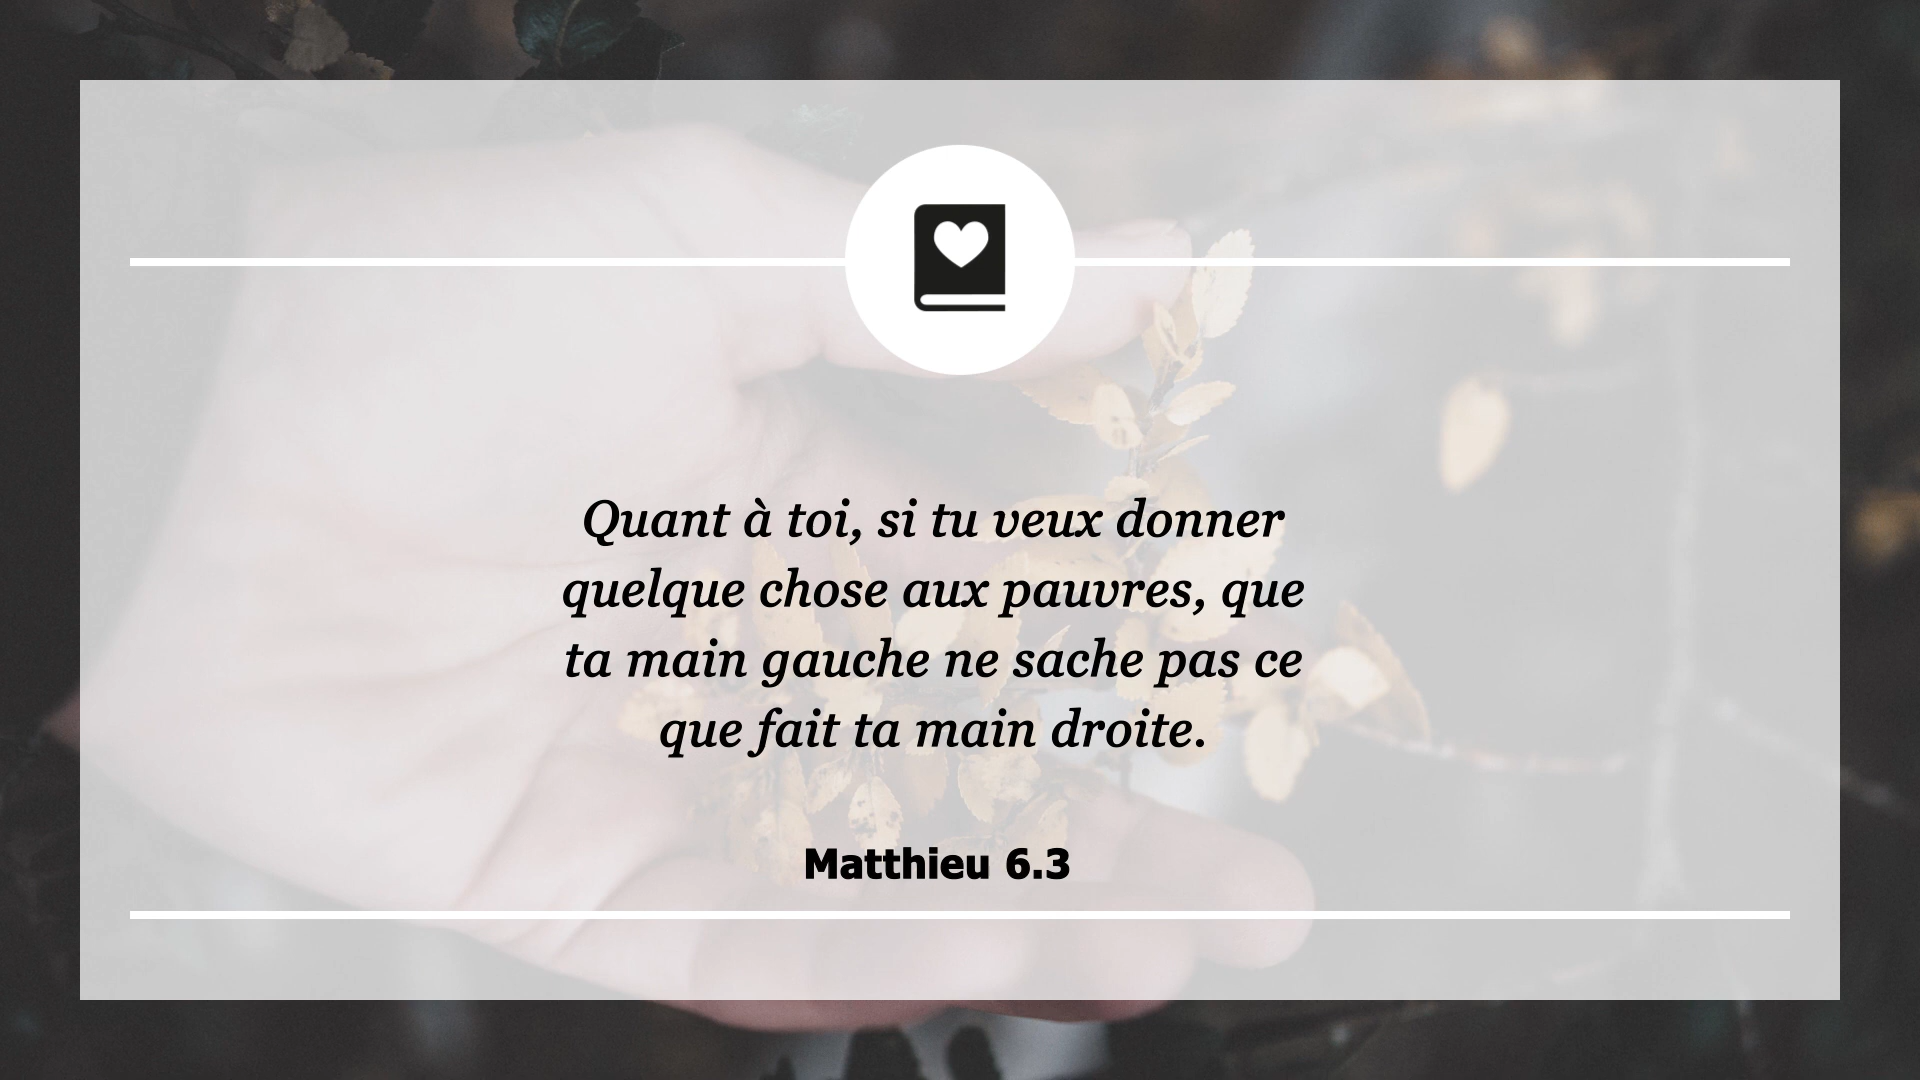 Quant à toi, si tu veux donner
quelque chose aux pauvres, que
ta main gauche ne sache pas ce
que fait ta main droite.
Matthieu 6.3